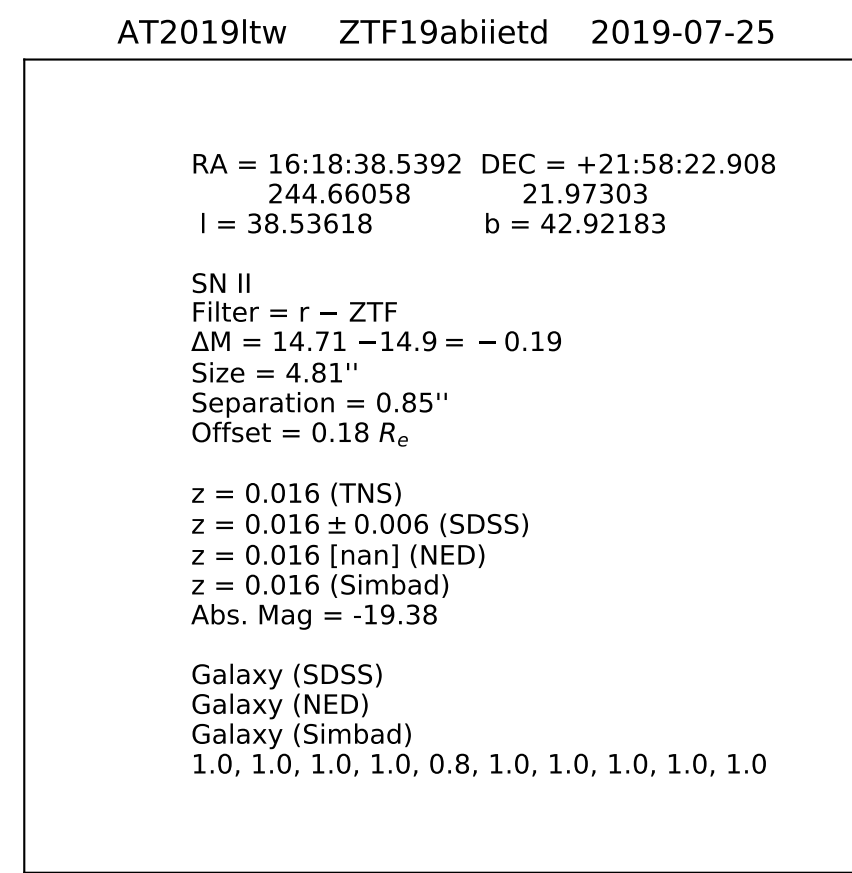 AT2019ltw ZTF19abiietd 2019-07-25
RA = 16:18:38.5392 DEC = +21:58:22.908
244.66058 21.97303
l = 38.53618 b = 42.92183
SN II
Filter = r − ZTF
ΔM = 14.71 −14.9 = − 0.19
Size = 4.81''
Separation = 0.85''
Offset = 0.18 Re
z = 0.016 (TNS)
z = 0.016 ± 0.006 (SDSS)
z = 0.016 [nan] (NED)
z = 0.016 (Simbad)
Abs. Mag = -19.38
Galaxy (SDSS)
Galaxy (NED)
Galaxy (Simbad)
1.0, 1.0, 1.0, 1.0, 0.8, 1.0, 1.0, 1.0, 1.0, 1.0